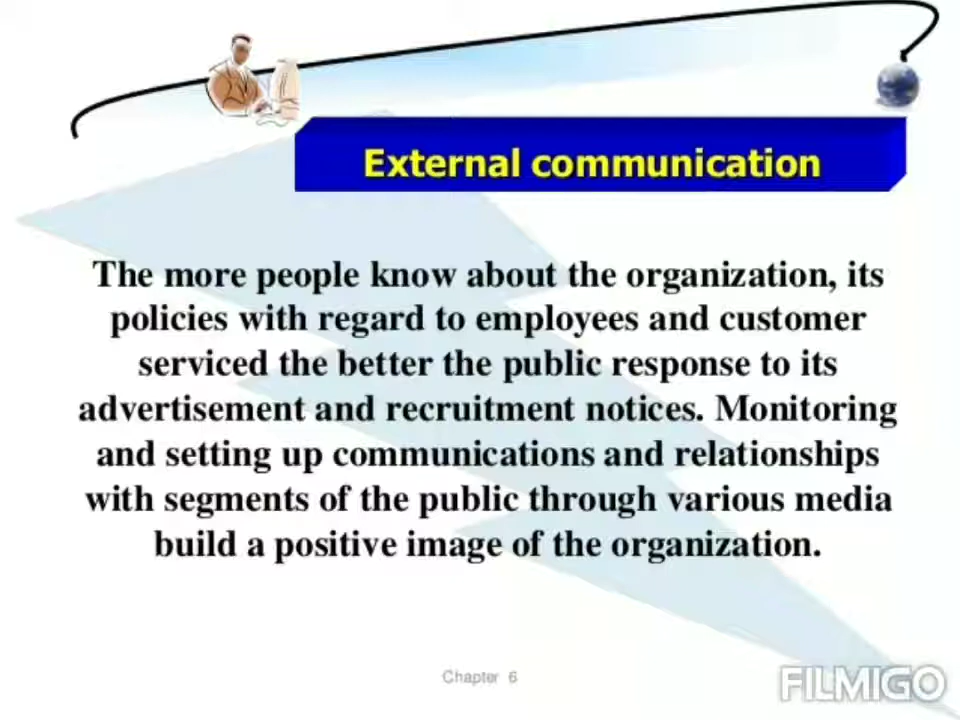 External communication
The more people know about the organization, its
policies with regard to employees and customer
serviced the better the public response to its
advertisement and recruitment notices. Monitoring
and setting up communications and relationships
with segments of the public through various media
build a positive image of the organization.
Chapter 6
FILMIGO